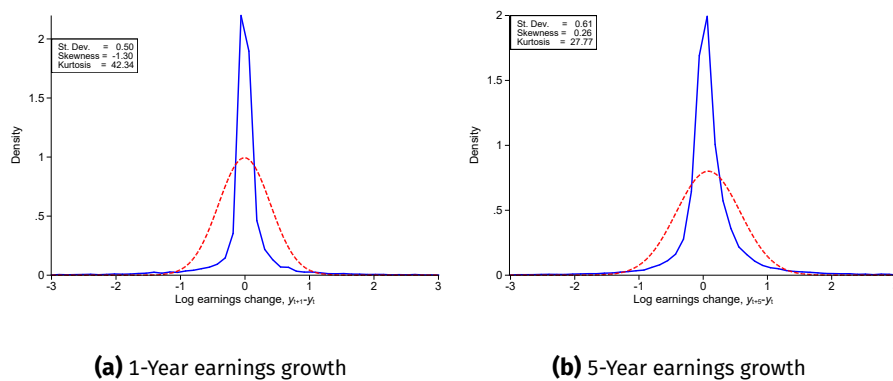 St. Dev. = 0.50
Skewness = -1.30
Kurtosis = 42.34
2
1.5
1
.5
0
Density
-3 -2 -1 0 1 2 3
Log earnings change, yt+1-yt
(a) 1-Year earnings growth
St. Dev. = 0.61
Skewness = 0.26
Kurtosis = 27.77
2
1.5
1
.5
0
Density
-3 -2 -1 0 1 2
Log earnings change, yt+5-yt
(b) 5-Year earnings growth